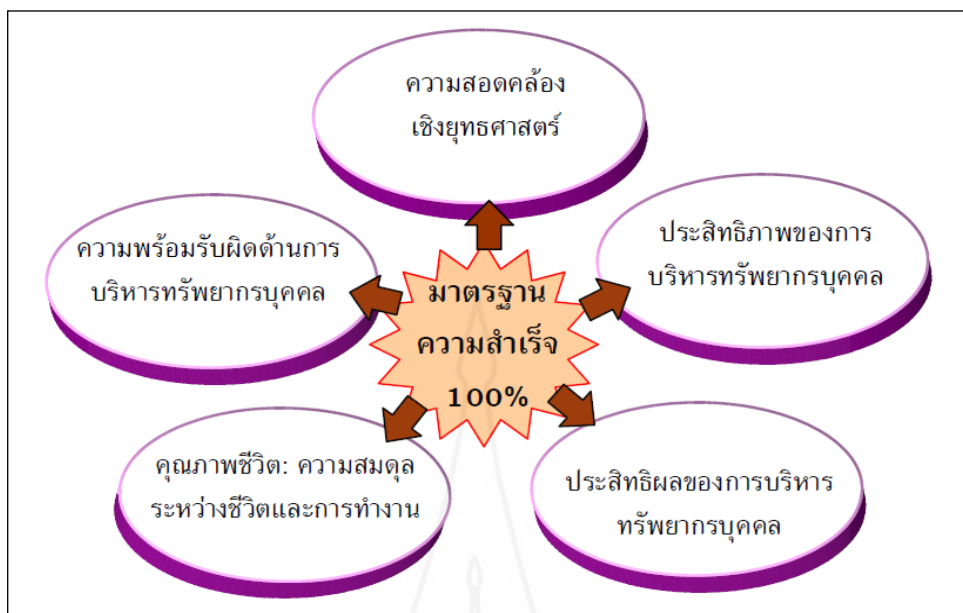 ความสอดคล้อง
เชิงยุทธศาสตร์
ความพร้อมรับผิดด้านการ
บริหารทรัพยากรบุคคล
ประสิทธิภาพของการ
บริหารทรัพยากรบุคคล
มาตรฐาน
ความสำเร็จ
100%
คุณภาพชีวิต: ความสมดุล
ระหว่างชีวิตและการทำงาน
ประสิทธิผลของการบริหาร
ทรัพยากรบุคคล